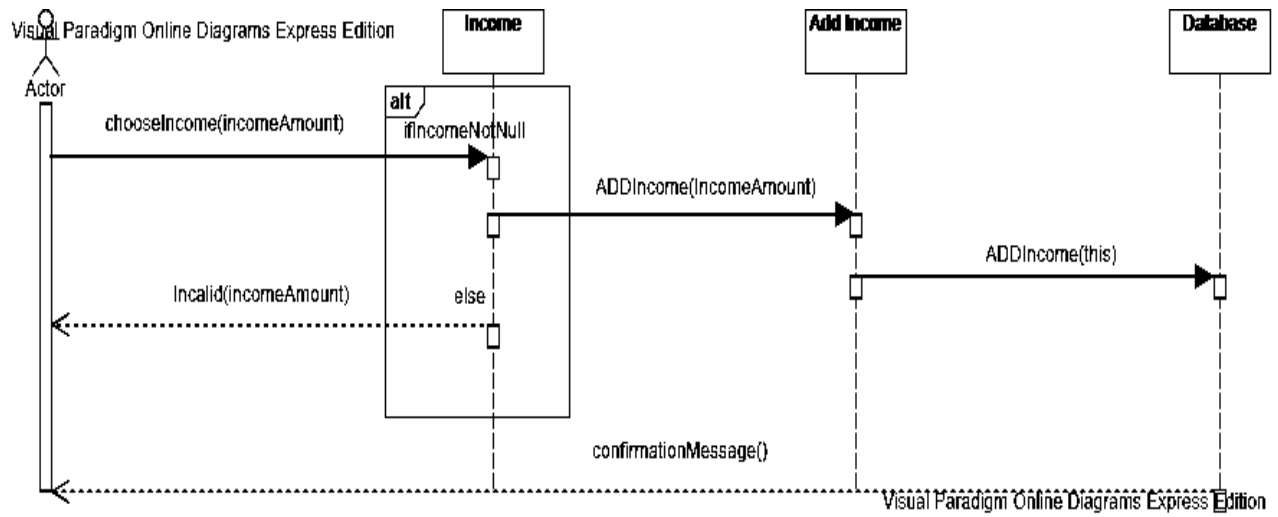 Visual Paradigm Online Diagrams Express Edition
Income
Add Income
Database
Actor
alt
chooseIncome(incomeAmount)
ifIncomeNotNull
ADDIncome(IncomeAmount)
ADDIncome(this)
Incalid(incomeAmount)
else
confirmationMessage()
Visual Paradigm Online Diagrams Express Edition